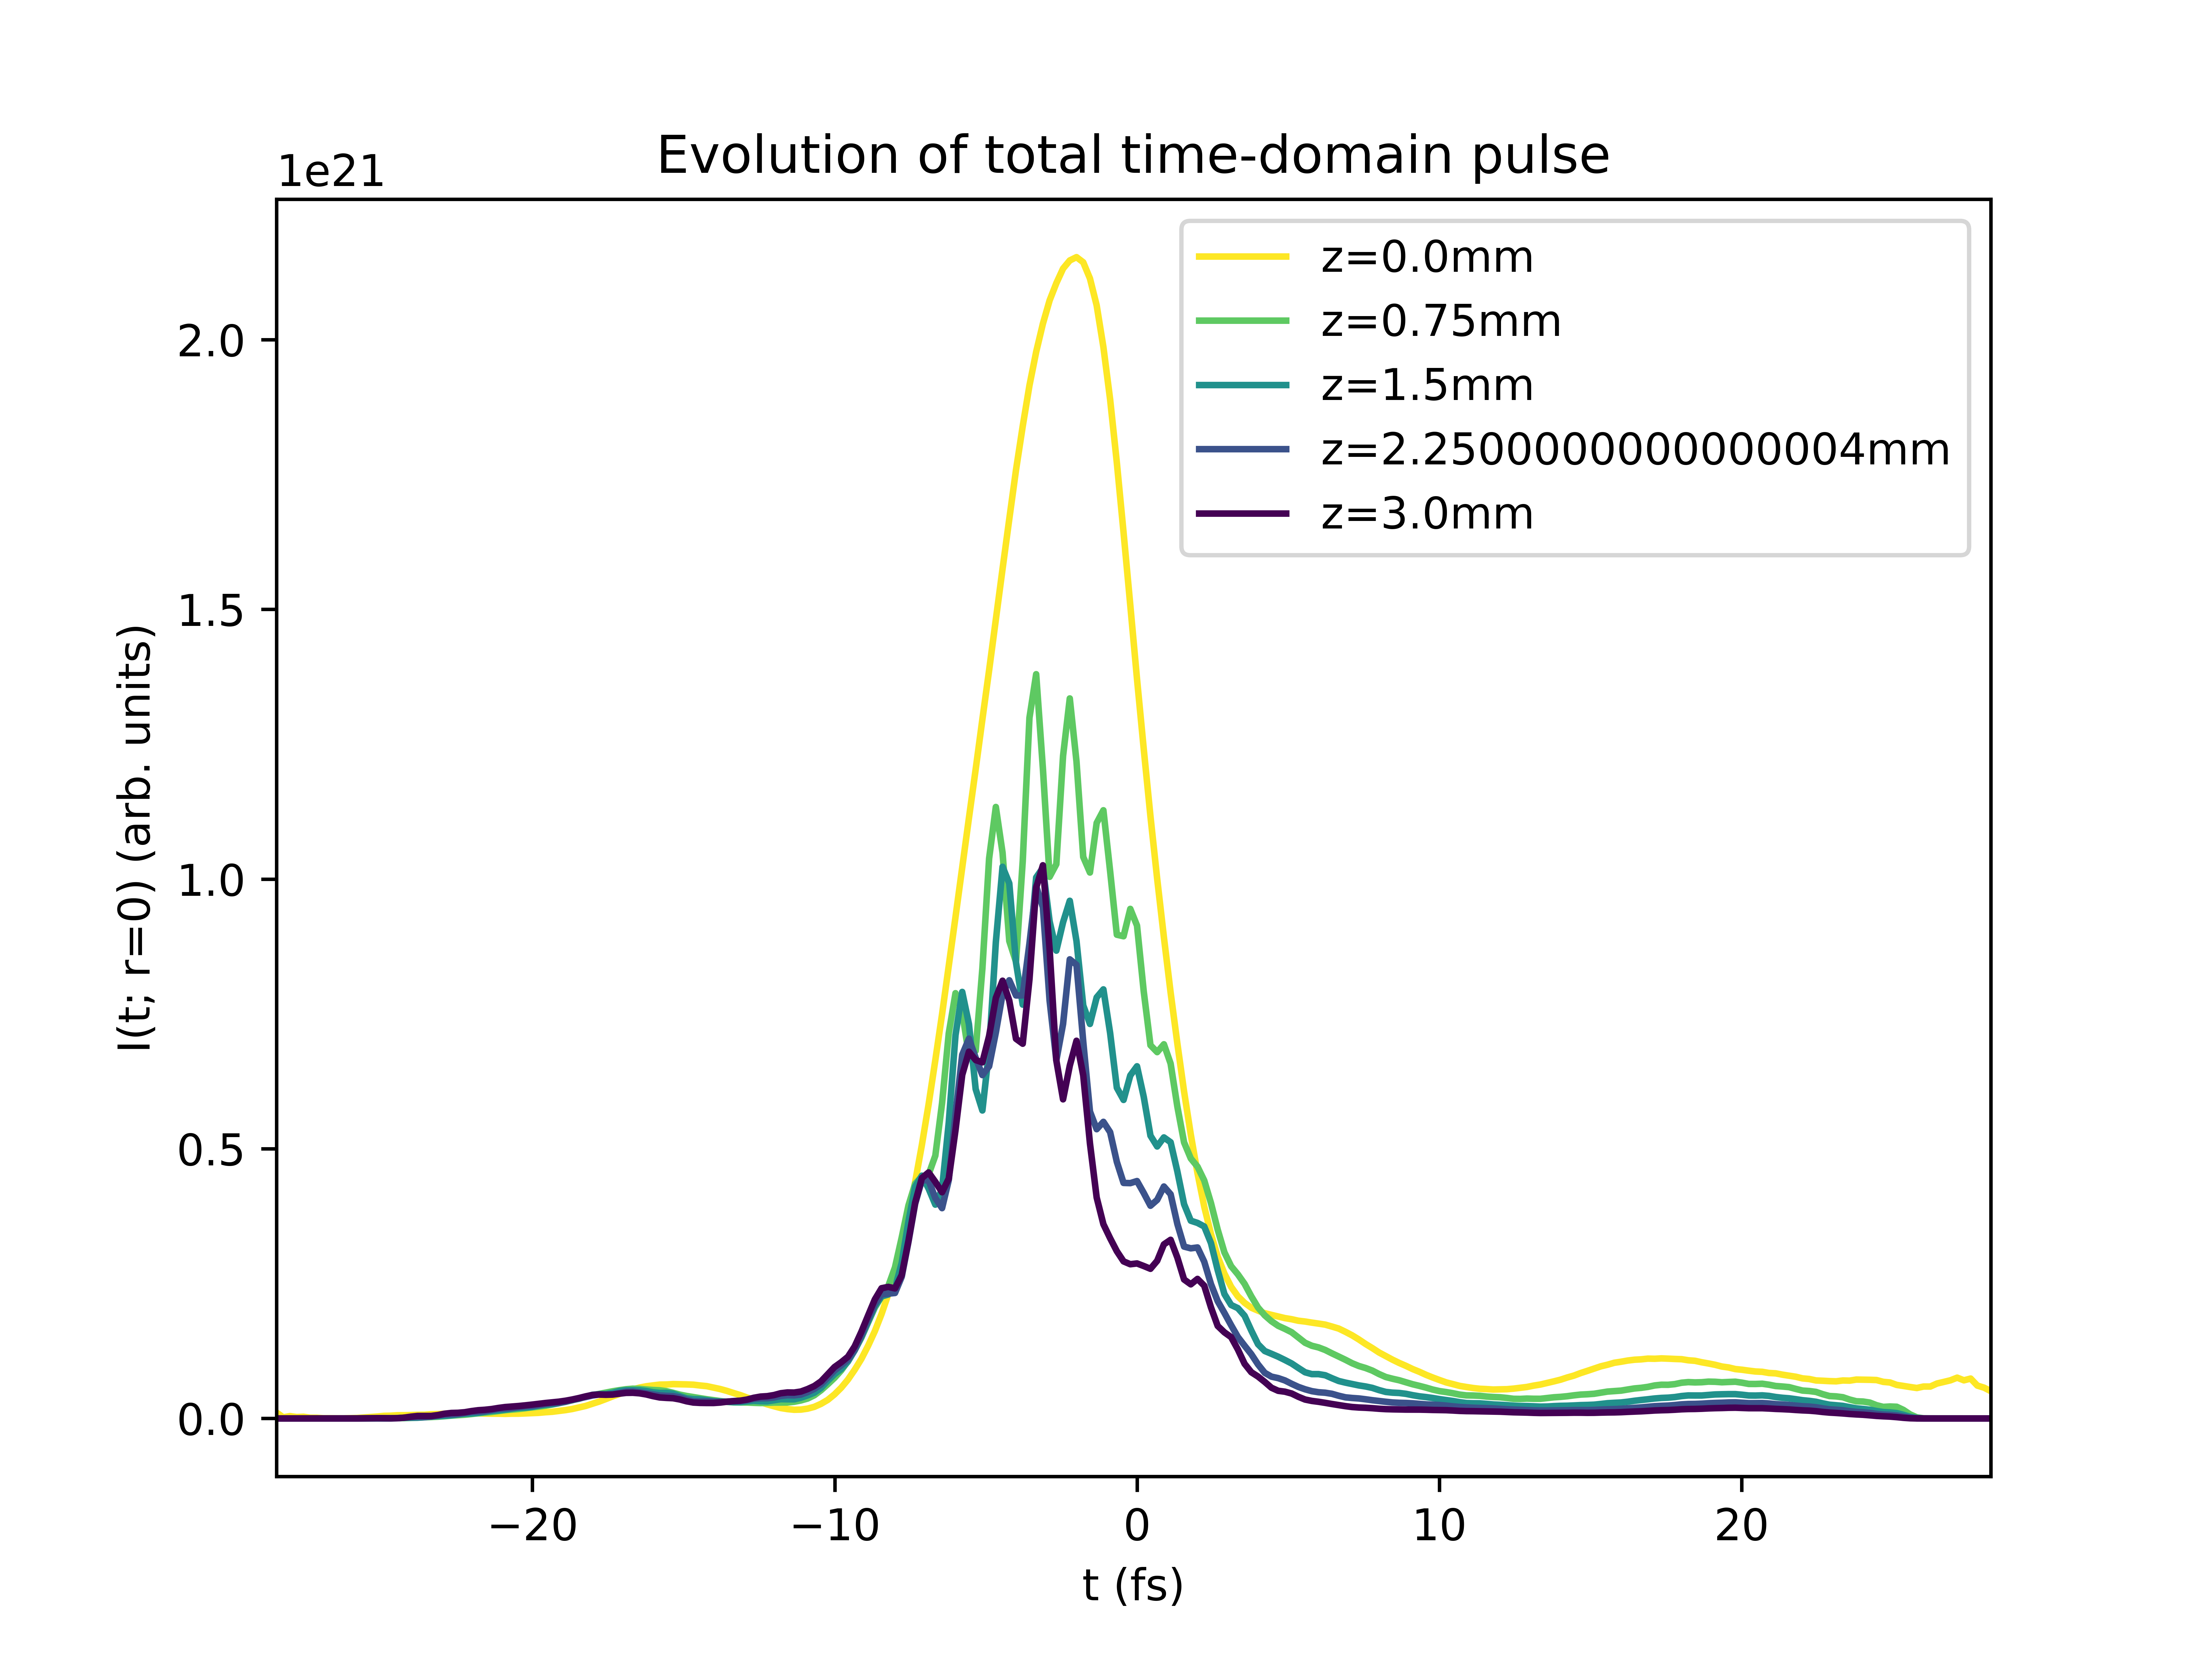 Evolution of total time-domain pulse
1e21
z=0.0mm
z=0.75mm
z=1.5mm
z=2.2500000000000004mm
z=3.0mm
I(t; r=0) (arb. units)
2.0
1.5
1.0
0.5
0.0
−20
−10
0
10
20
t (fs)